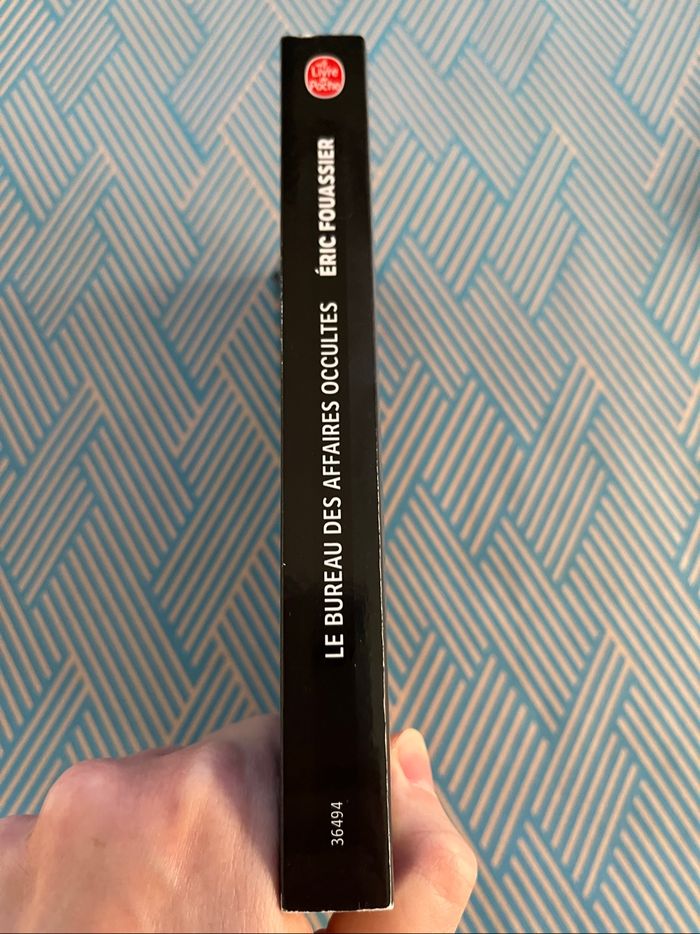 Le
Livre
de
Poche
ÉRIC FOUASSIER
LE BUREAU DES AFFAIRES OCCULTES
36494